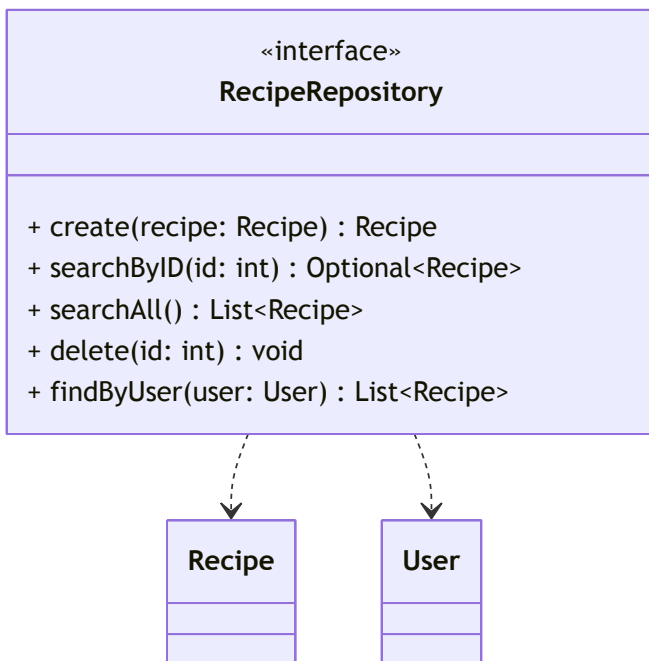 «interface»
RecipeRepository
+ create(recipe: Recipe) : Recipe
+ searchByID(id: int) : Optional<Recipe>
+ searchAll() : List<Recipe>
+ delete(id: int) : void
+ findByUser(user: User) : List<Recipe>
Recipe
User